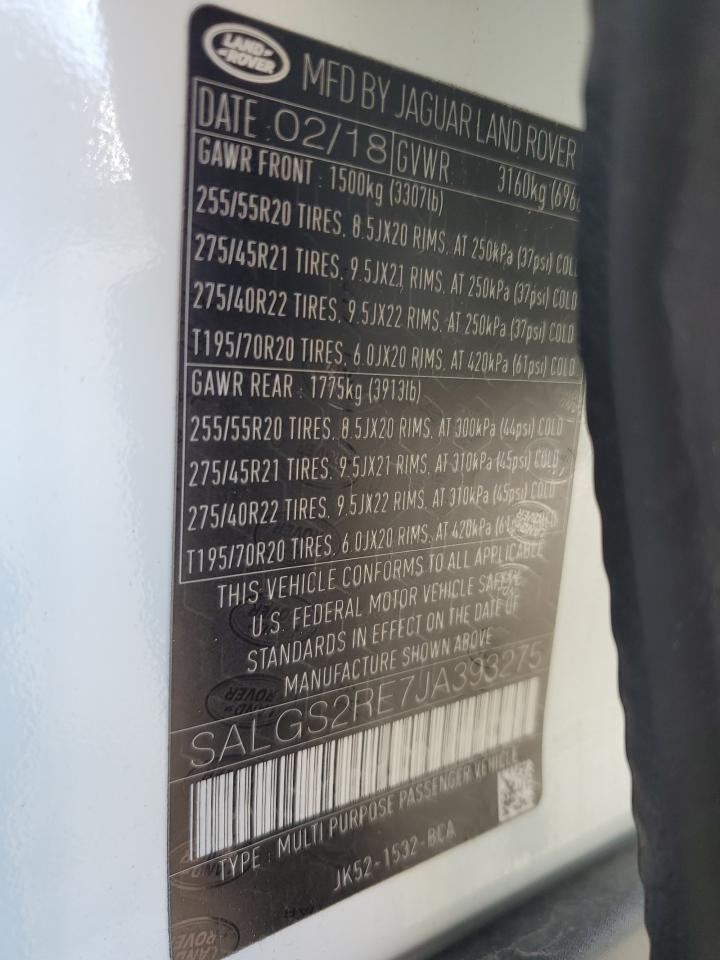 LAND ROVER
MFD BY JAGUAR LAND ROVER
DATE 02/18 GVWR 3160kg
GAWR FRONT : 1500kg (3307lb)
255/55R20 TIRES, 8.5JX20 RIMS, AT 250kPa (37psi)
275/45R21 TIRES, 9.5JX21 RIMS, AT 250kPa (37psi) COLD
275/40R22 TIRES, 9.5JX22 RIMS, AT 250kPa (37psi) COLD
T195/70R20 TIRES, 6.0JX20 RIMS, AT 420kPa (61psi) COLD
GAWR REAR : 1775kg (3913lb)
255/55R20 TIRES, 8.5JX20 RIMS, AT 300kPa (44psi) COLD
275/45R21 TIRES, 9.5JX21 RIMS, AT 310kPa (45psi) COLD
275/40R22 TIRES, 9.5JX22 RIMS, AT 310kPa (45psi) COLD
T195/70R20 TIRES, 6.0JX20 RIMS, AT 420kPa
THIS VEHICLE CONFORMS TO ALL APPLICABLE
U.S. FEDERAL MOTOR VEHICLE SAFETY
STANDARDS IN EFFECT ON THE DATE OF
MANUFACTURE SHOWN ABOVE
SALGS2RE7JA393275
TYPE : MULTI PURPOSE PASSENGER VEHICLE
JK52-1532-BCA